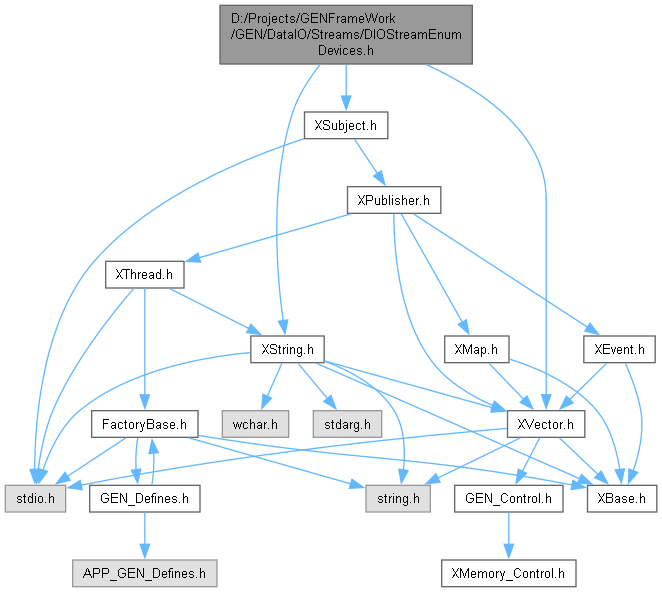 D:/Projects/GENFrameWork
/GEN/DataIO/Streams/DIOStreamEnum
Devices.h
XSubject.h
XPublisher.h
XThread.h
XString.h
XMap.h
XEvent.h
wchar.h
stdarg.h
FactoryBase.h
XVector.h
stdio.h
GEN_Defines.h
string.h
GEN_Control.h
XBase.h
APP_GEN_Defines.h
XMemory_Control.h